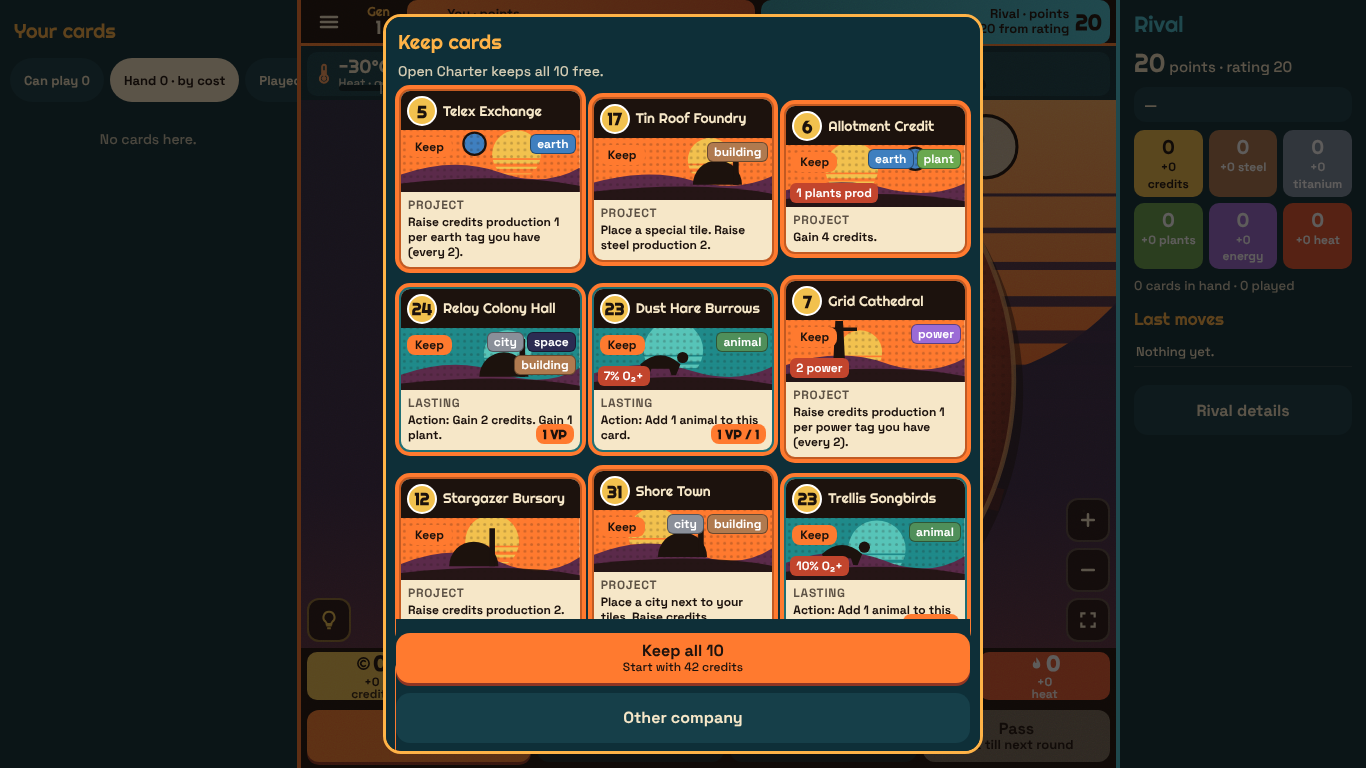 Your cards
Can play 0
Hand 0 · by cost
Played
No cards here.
Gen
You · points
Rival · points
20 from rating
20
−30°
Keep cards
Open Charter keeps all 10 free.
5
Telex Exchange
Keep
earth
PROJECT
Raise credits production 1
per earth tag you have
(every 2).
17
Tin Roof Foundry
Keep
building
PROJECT
Place a special tile. Raise
steel production 2.
6
Allotment Credit
Keep
earth
plant
1 plants prod
PROJECT
Gain 4 credits.
24
Relay Colony Hall
Keep
city
space
building
LASTING
Action: Gain 2 credits. Gain 1
plant.
1 VP
23
Dust Hare Burrows
Keep
animal
7% O₂+
LASTING
Action: Add 1 animal to this
card.
1 VP / 1
7
Grid Cathedral
Keep
power
2 power
PROJECT
Raise credits production 1
per power tag you have
(every 2).
12
Stargazer Bursary
Keep
PROJECT
Raise credits production 2.
31
Shore Town
Keep
city
building
PROJECT
Place a city next to your
tiles. Raise credits
23
Trellis Songbirds
Keep
animal
10% O₂+
LASTING
Action: Add 1 animal to this
Keep all 10
Start with 42 credits
Other company
© 0
+0
credit
0
+0
heat
Pass
till next round
Rival
20 points · rating 20
—
0
+0
credits
0
+0 steel
0
+0
titanium
0
+0 plants
0
+0
energy
0
+0 heat
0 cards in hand · 0 played
Last moves
Nothing yet.
Rival details